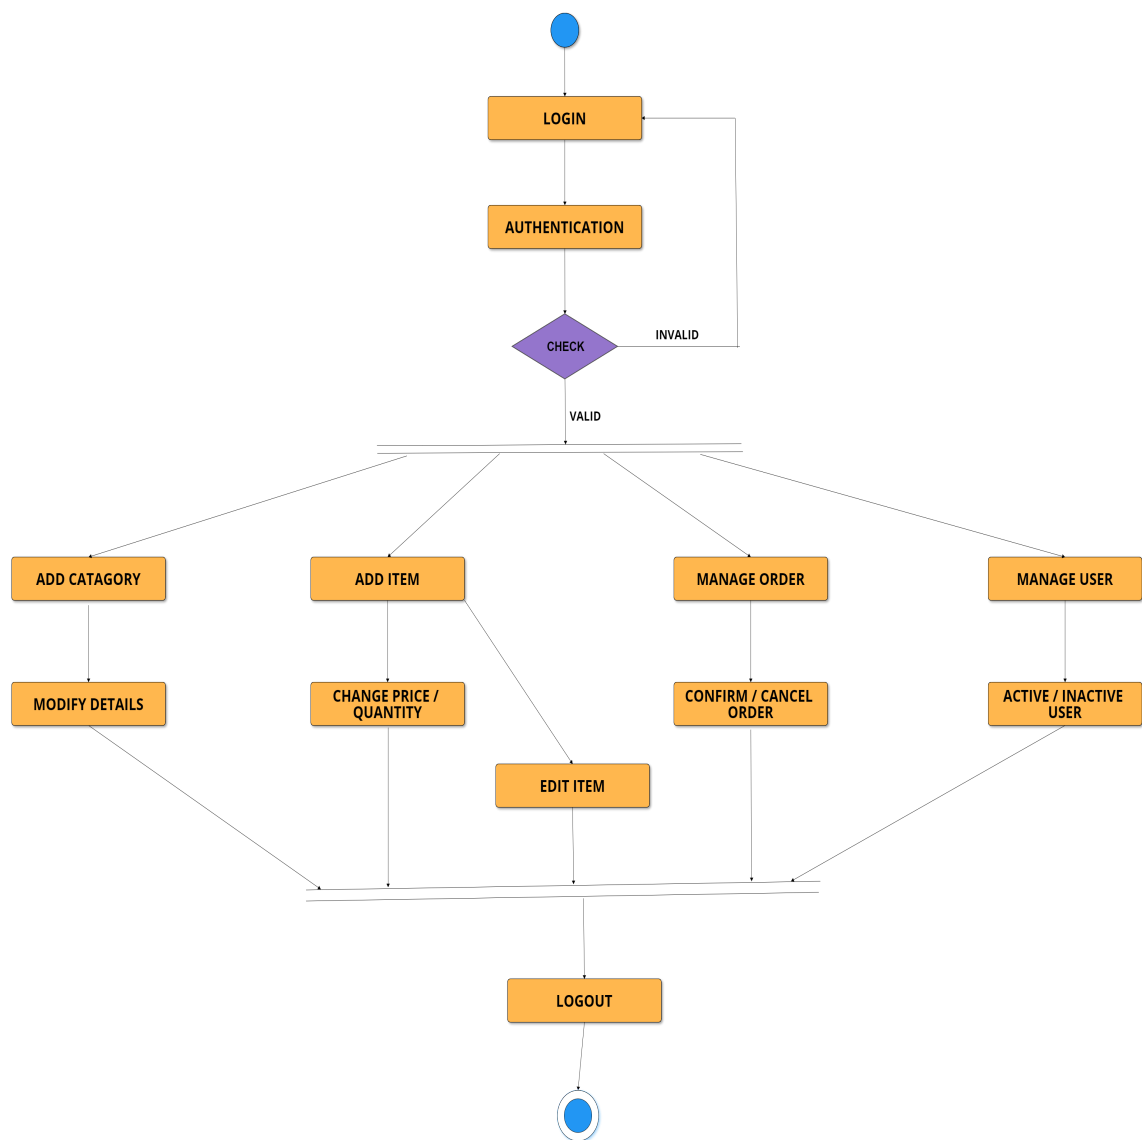 LOGIN
AUTHENTICATION
CHECK
INVALID
VALID
ADD CATAGORY
ADD ITEM
MANAGE ORDER
MANAGE USER
MODIFY DETAILS
CHANGE PRICE /
QUANTITY
CONFIRM / CANCEL
ORDER
ACTIVE / INACTIVE
USER
EDIT ITEM
LOGOUT